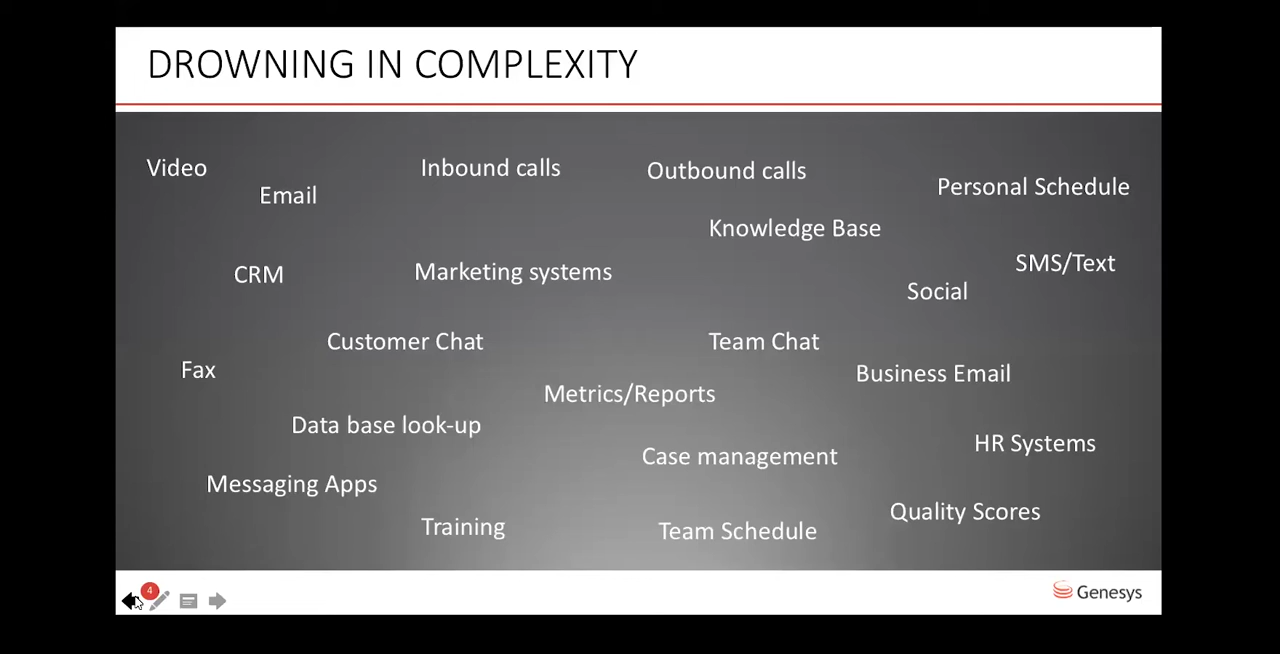 DROWNING IN COMPLEXITY
Video
Inbound calls
Outbound calls
Email
Personal Schedule
Knowledge Base
CRM
Marketing systems
SMS/Text
Social
Customer Chat
Team Chat
Fax
Business Email
Metrics/Reports
Data base look-up
HR Systems
Case management
Messaging Apps
Quality Scores
Training
Team Schedule
4
Genesys